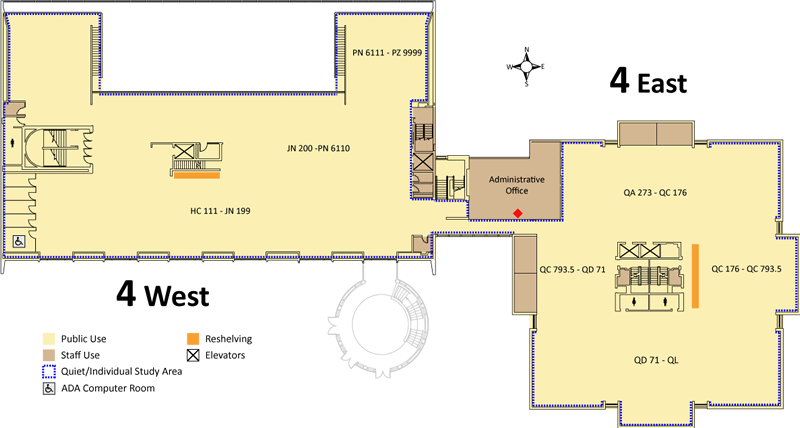 PN 6111 - PZ 9999
N
W E
S
4 East
JN 200 -PN 6110
Administrative
Office
QA 273 - QC 176
HC 111 - JN 199
QC 793.5 - QD 71
QC 176 - QC 793.5
4 West
Public Use
Reshelving
Staff Use
Elevators
Quiet/Individual Study Area
ADA Computer Room
QD 71 - QL